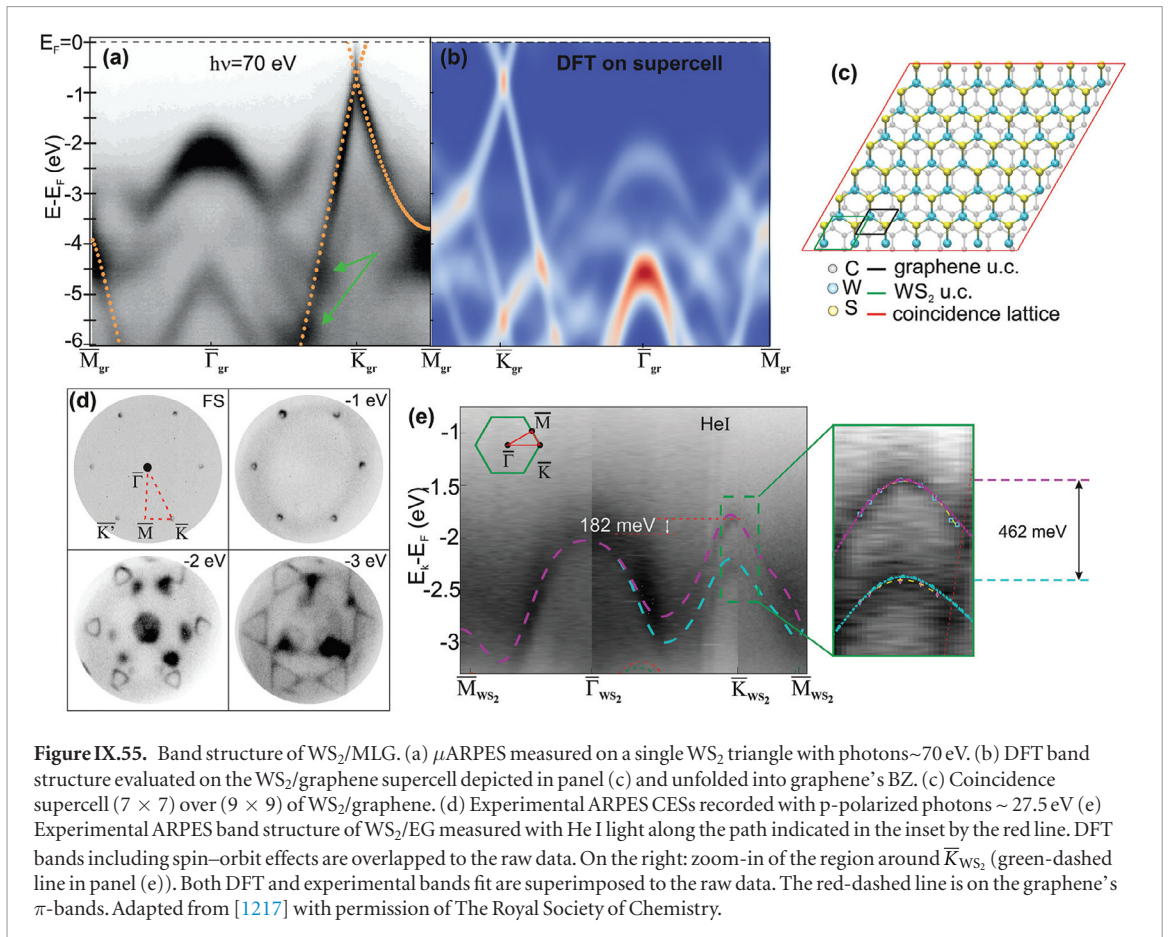 E_F=0
(a)
hν=70 eV
(b)
DFT on supercell
(c)
-1
-2
-3
-4
-5
-6
E-E_F (eV)
M̅_gr
Γ̅_gr
K̅_gr
M̅_gr
K̅_gr
Γ̅_gr
M̅_gr
C — graphene u.c.
W — WS₂ u.c.
S — coincidence lattice
(d)
FS
-1 eV
Γ̅
K̅'
M̅
K̅
-2 eV
-3 eV
(e)
HeI
M̅
Γ̅
K̅
-1
1.5
-2
-2.5
-3
E_k-E_F (eV)
182 meV
462 meV
M̅_WS₂
Γ̅_WS₂
K̅_WS₂
M̅_WS₂
Figure IX.55. Band structure of WS₂/MLG. (a) μARPES measured on a single WS₂ triangle with photons~70 eV. (b) DFT band
structure evaluated on the WS₂/graphene supercell depicted in panel (c) and unfolded into graphene's BZ. (c) Coincidence
supercell (7 × 7) over (9 × 9) of WS₂/graphene. (d) Experimental ARPES CESs recorded with p-polarized photons ~ 27.5 eV (e)
Experimental ARPES band structure of WS₂/EG measured with He I light along the path indicated in the inset by the red line. DFT
bands including spin–orbit effects are overlapped to the raw data. On the right: zoom-in of the region around K̅_WS₂ (green-dashed
line in panel (e)). Both DFT and experimental bands fit are superimposed to the raw data. The red-dashed line is on the graphene's
π-bands. Adapted from [1217] with permission of The Royal Society of Chemistry.